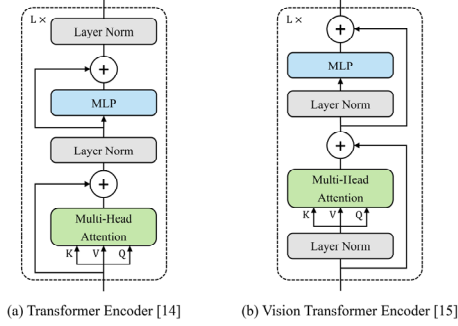 L ×
Layer Norm
+
MLP
Layer Norm
+
Multi-Head
Attention
K V Q
(a) Transformer Encoder [14]
L ×
+
MLP
Layer Norm
+
Multi-Head
Attention
K V Q
Layer Norm
(b) Vision Transformer Encoder [15]